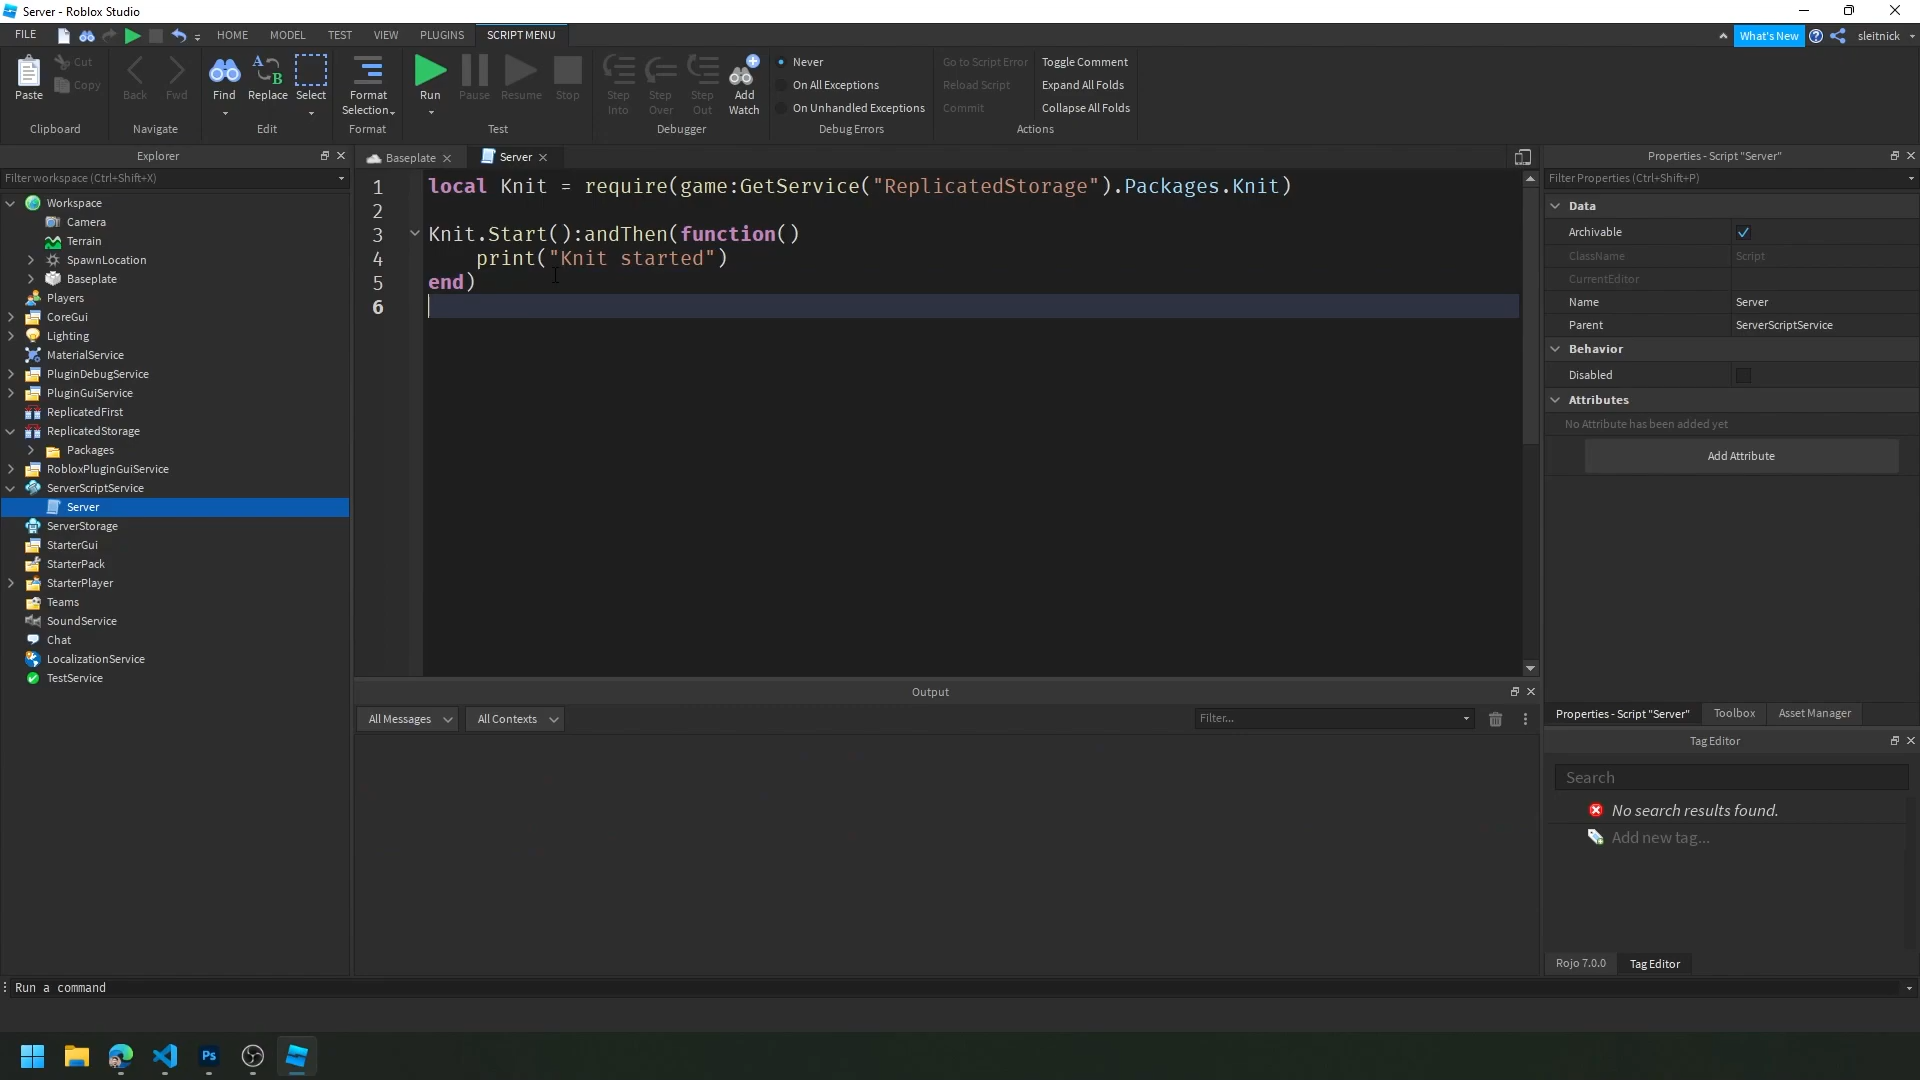 Server - Roblox Studio
FILE HOME MODEL TEST VIEW PLUGINS SCRIPT MENU What's New sleitnick
Paste
Cut
Copy
Clipboard
Back
Fwd
Navigate
Find
Replace
Select
Edit
Format
Selection
Format
Run
Pause
Resume
Stop
Test
Step
Into
Step
Over
Step
Out
Add
Watch
Debugger
Never
On All Exceptions
On Unhandled Exceptions
Debug Errors
Go to Script Error
Reload Script
Commit
Toggle Comment
Expand All Folds
Collapse All Folds
Actions
Explorer
Filter workspace (Ctrl+Shift+X)
Workspace
Camera
Terrain
SpawnLocation
Baseplate
Players
CoreGui
Lighting
MaterialService
PluginDebugService
PluginGuiService
ReplicatedFirst
ReplicatedStorage
Packages
RobloxPluginGuiService
ServerScriptService
Server
ServerStorage
StarterGui
StarterPack
StarterPlayer
Teams
SoundService
Chat
LocalizationService
TestService
Baseplate Server
1 local Knit = require(game:GetService("ReplicatedStorage").Packages.Knit)
2
3 Knit.Start():andThen(function()
4 print("Knit started")
5 end)
6
Output
All Messages All Contexts Filter...
Properties - Script "Server"
Filter Properties (Ctrl+Shift+P)
Data
Archivable
ClassName Script
CurrentEditor
Name Server
Parent ServerScriptService
Behavior
Disabled
Attributes
No Attribute has been added yet
Add Attribute
Properties - Script "Server" Toolbox Asset Manager
Tag Editor
Search
No search results found.
Add new tag...
Rojo 7.0.0 Tag Editor
Run a command
Ps